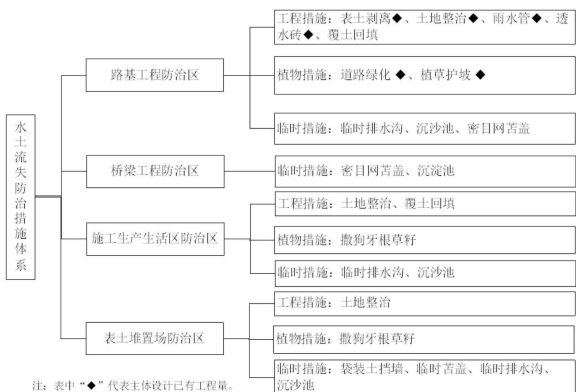 水土流失防治措施体系
路基工程防治区
工程措施：表土剥离◆、土地整治◆、雨水管◆、透
水砖◆、覆土回填
植物措施：道路绿化 ◆、植草护坡 ◆
临时措施：临时排水沟、沉沙池、密目网苫盖
桥梁工程防治区
临时措施：密目网苫盖、沉淀池
施工生产生活区防治区
工程措施：土地整治、覆土回填
植物措施：撒狗牙根草籽
临时措施：临时排水沟、沉沙池
表土堆置场防治区
工程措施：土地整治
植物措施：撒狗牙根草籽
临时措施：袋装土挡墙、临时苫盖、临时排水沟、
沉沙池
注：表中“◆”代表主体设计已有工程量。